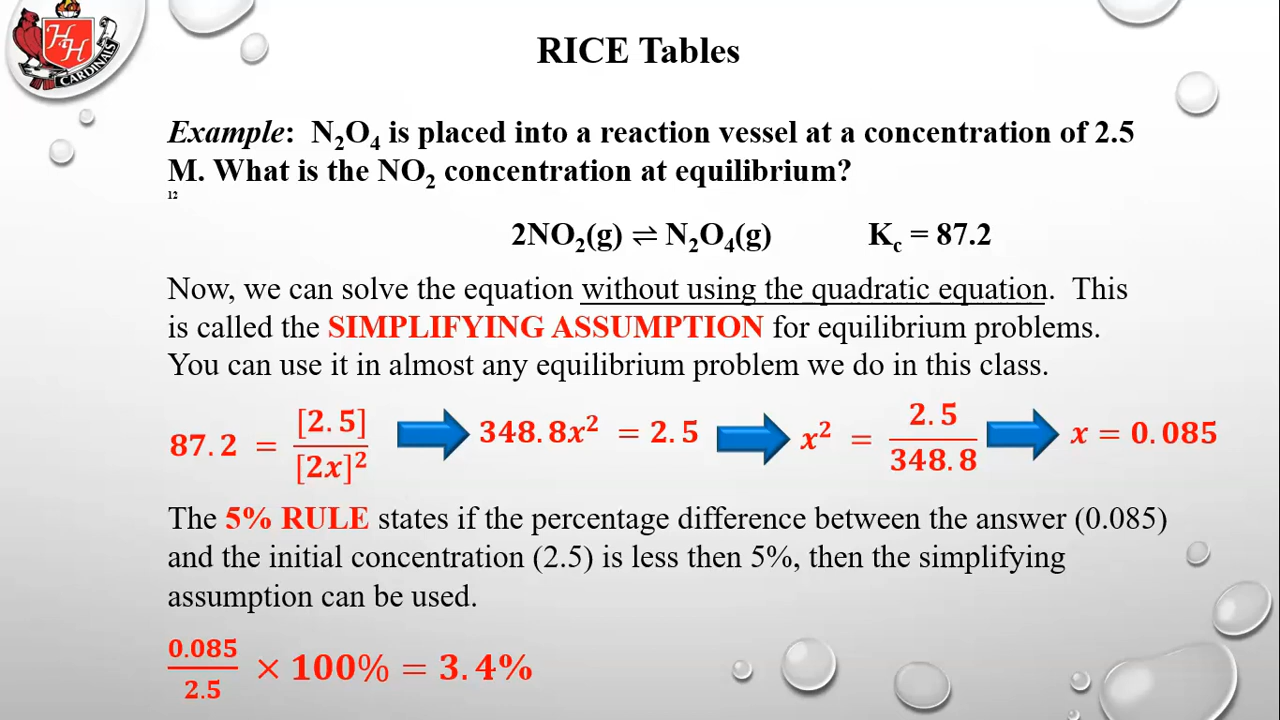 HH
CARDINALS
RICE Tables
Example: N₂O₄ is placed into a reaction vessel at a concentration of 2.5
M. What is the NO₂ concentration at equilibrium?
12
2NO₂(g) ⇌ N₂O₄(g) K꜀ = 87.2
Now, we can solve the equation without using the quadratic equation. This
is called the SIMPLIFYING ASSUMPTION for equilibrium problems.
You can use it in almost any equilibrium problem we do in this class.
87.2 = [2.5]/[2x]² 348.8x² = 2.5 x² = 2.5/348.8 x = 0.085
The 5% RULE states if the percentage difference between the answer (0.085)
and the initial concentration (2.5) is less then 5%, then the simplifying
assumption can be used.
0.085/2.5 × 100% = 3.4%